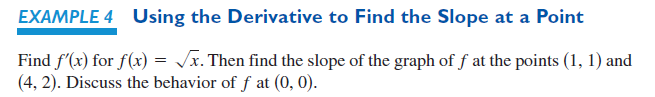 EXAMPLE 4 Using the Derivative to Find the Slope at a Point
Find f′(x) for f(x) = √x. Then find the slope of the graph of f at the points (1, 1) and
(4, 2). Discuss the behavior of f at (0, 0).